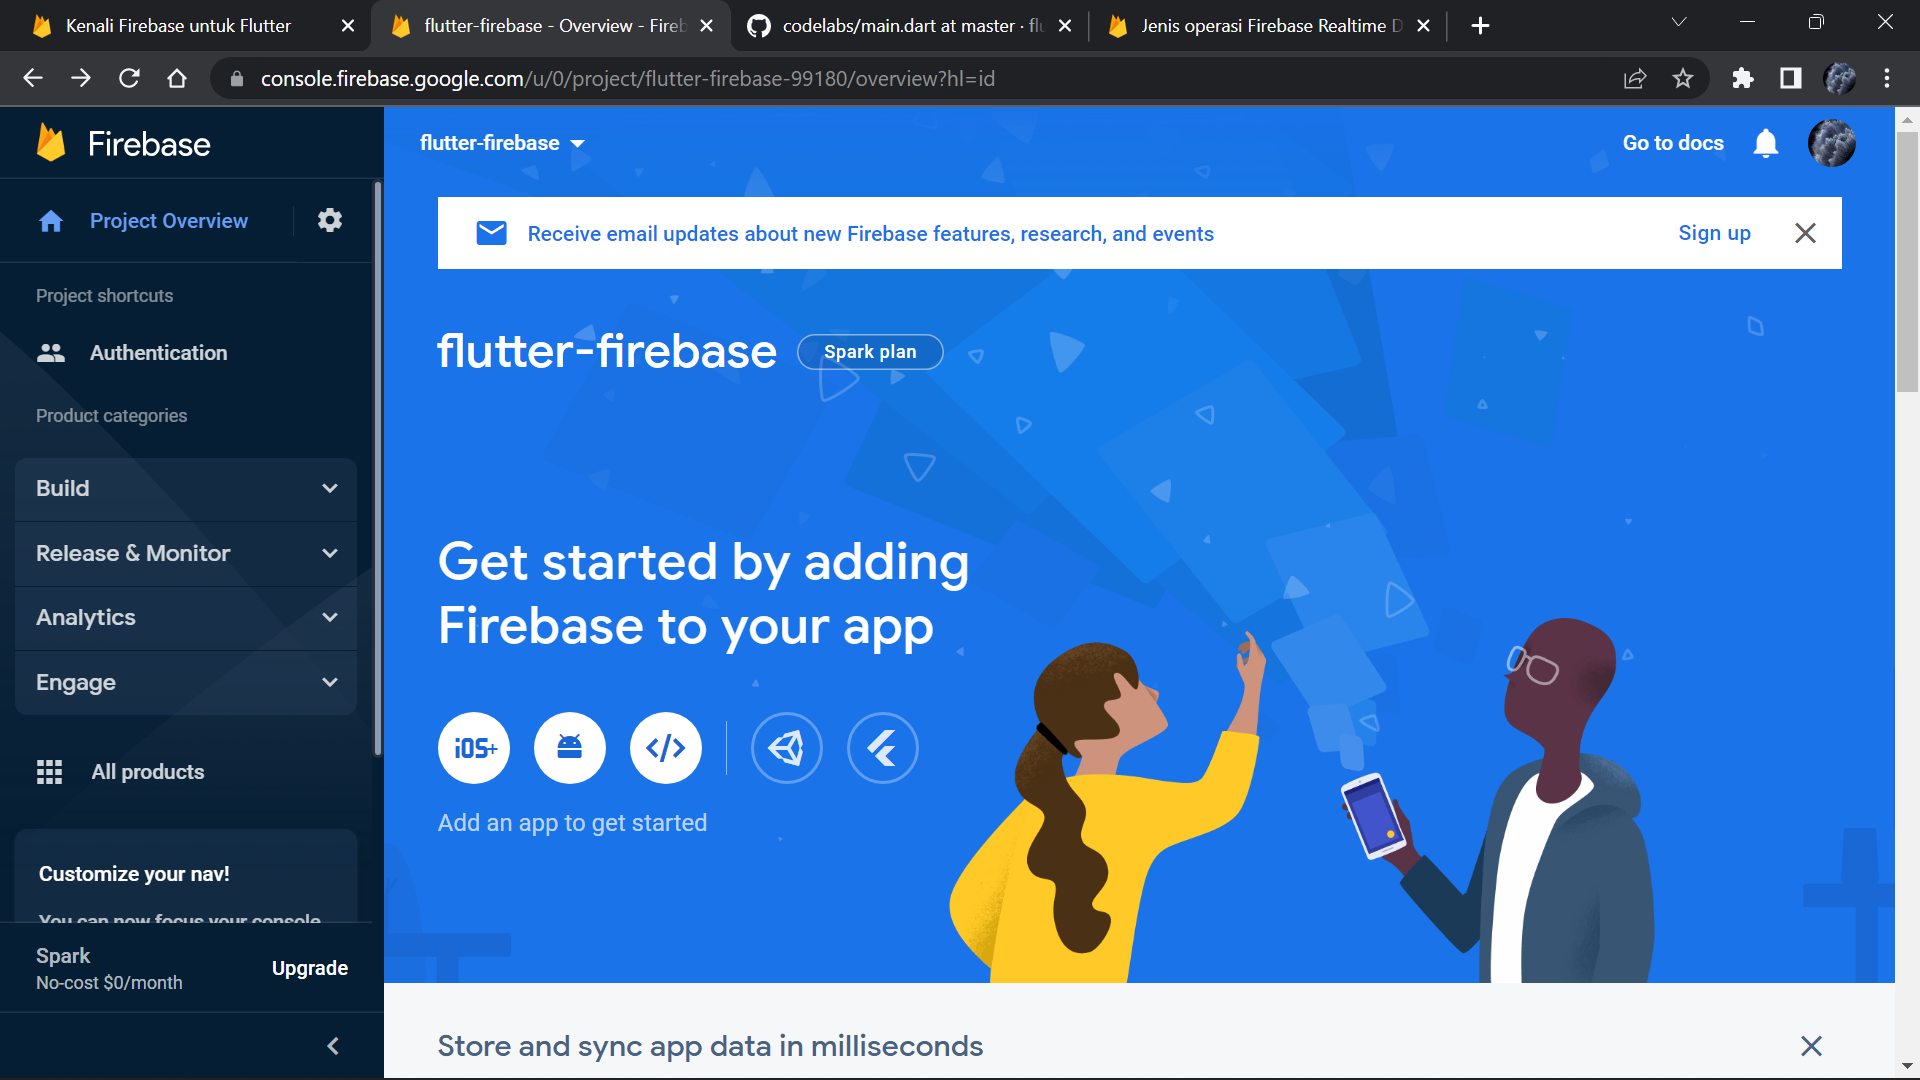 Kenali Firebase untuk Flutter
flutter-firebase - Overview - Fireb
codelabs/main.dart at master · flu
Jenis operasi Firebase Realtime D
console.firebase.google.com/u/0/project/flutter-firebase-99180/overview?hl=id
Firebase
flutter-firebase
Go to docs
Project Overview
Receive email updates about new Firebase features, research, and events
Sign up
Project shortcuts
Authentication
Product categories
Build
Release & Monitor
Analytics
Engage
All products
Customize your nav!
You can now focus your console
Spark
No-cost $0/month
Upgrade
flutter-firebase
Spark plan
Get started by adding
Firebase to your app
iOS+
Add an app to get started
Store and sync app data in milliseconds